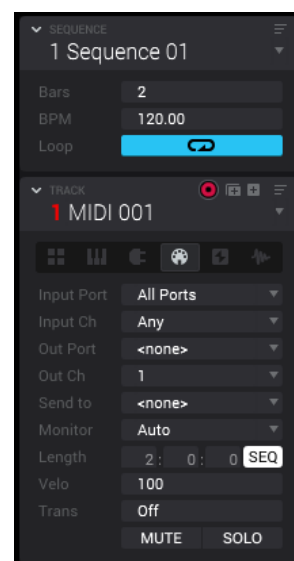 SEQUENCE
1 Sequence 01
Bars 2
BPM 120.00
Loop
TRACK
1 MIDI 001
Input Port All Ports
Input Ch Any
Out Port <none>
Out Ch 1
Send to <none>
Monitor Auto
Length 2: 0: 0 SEQ
Velo 100
Trans Off
MUTE SOLO